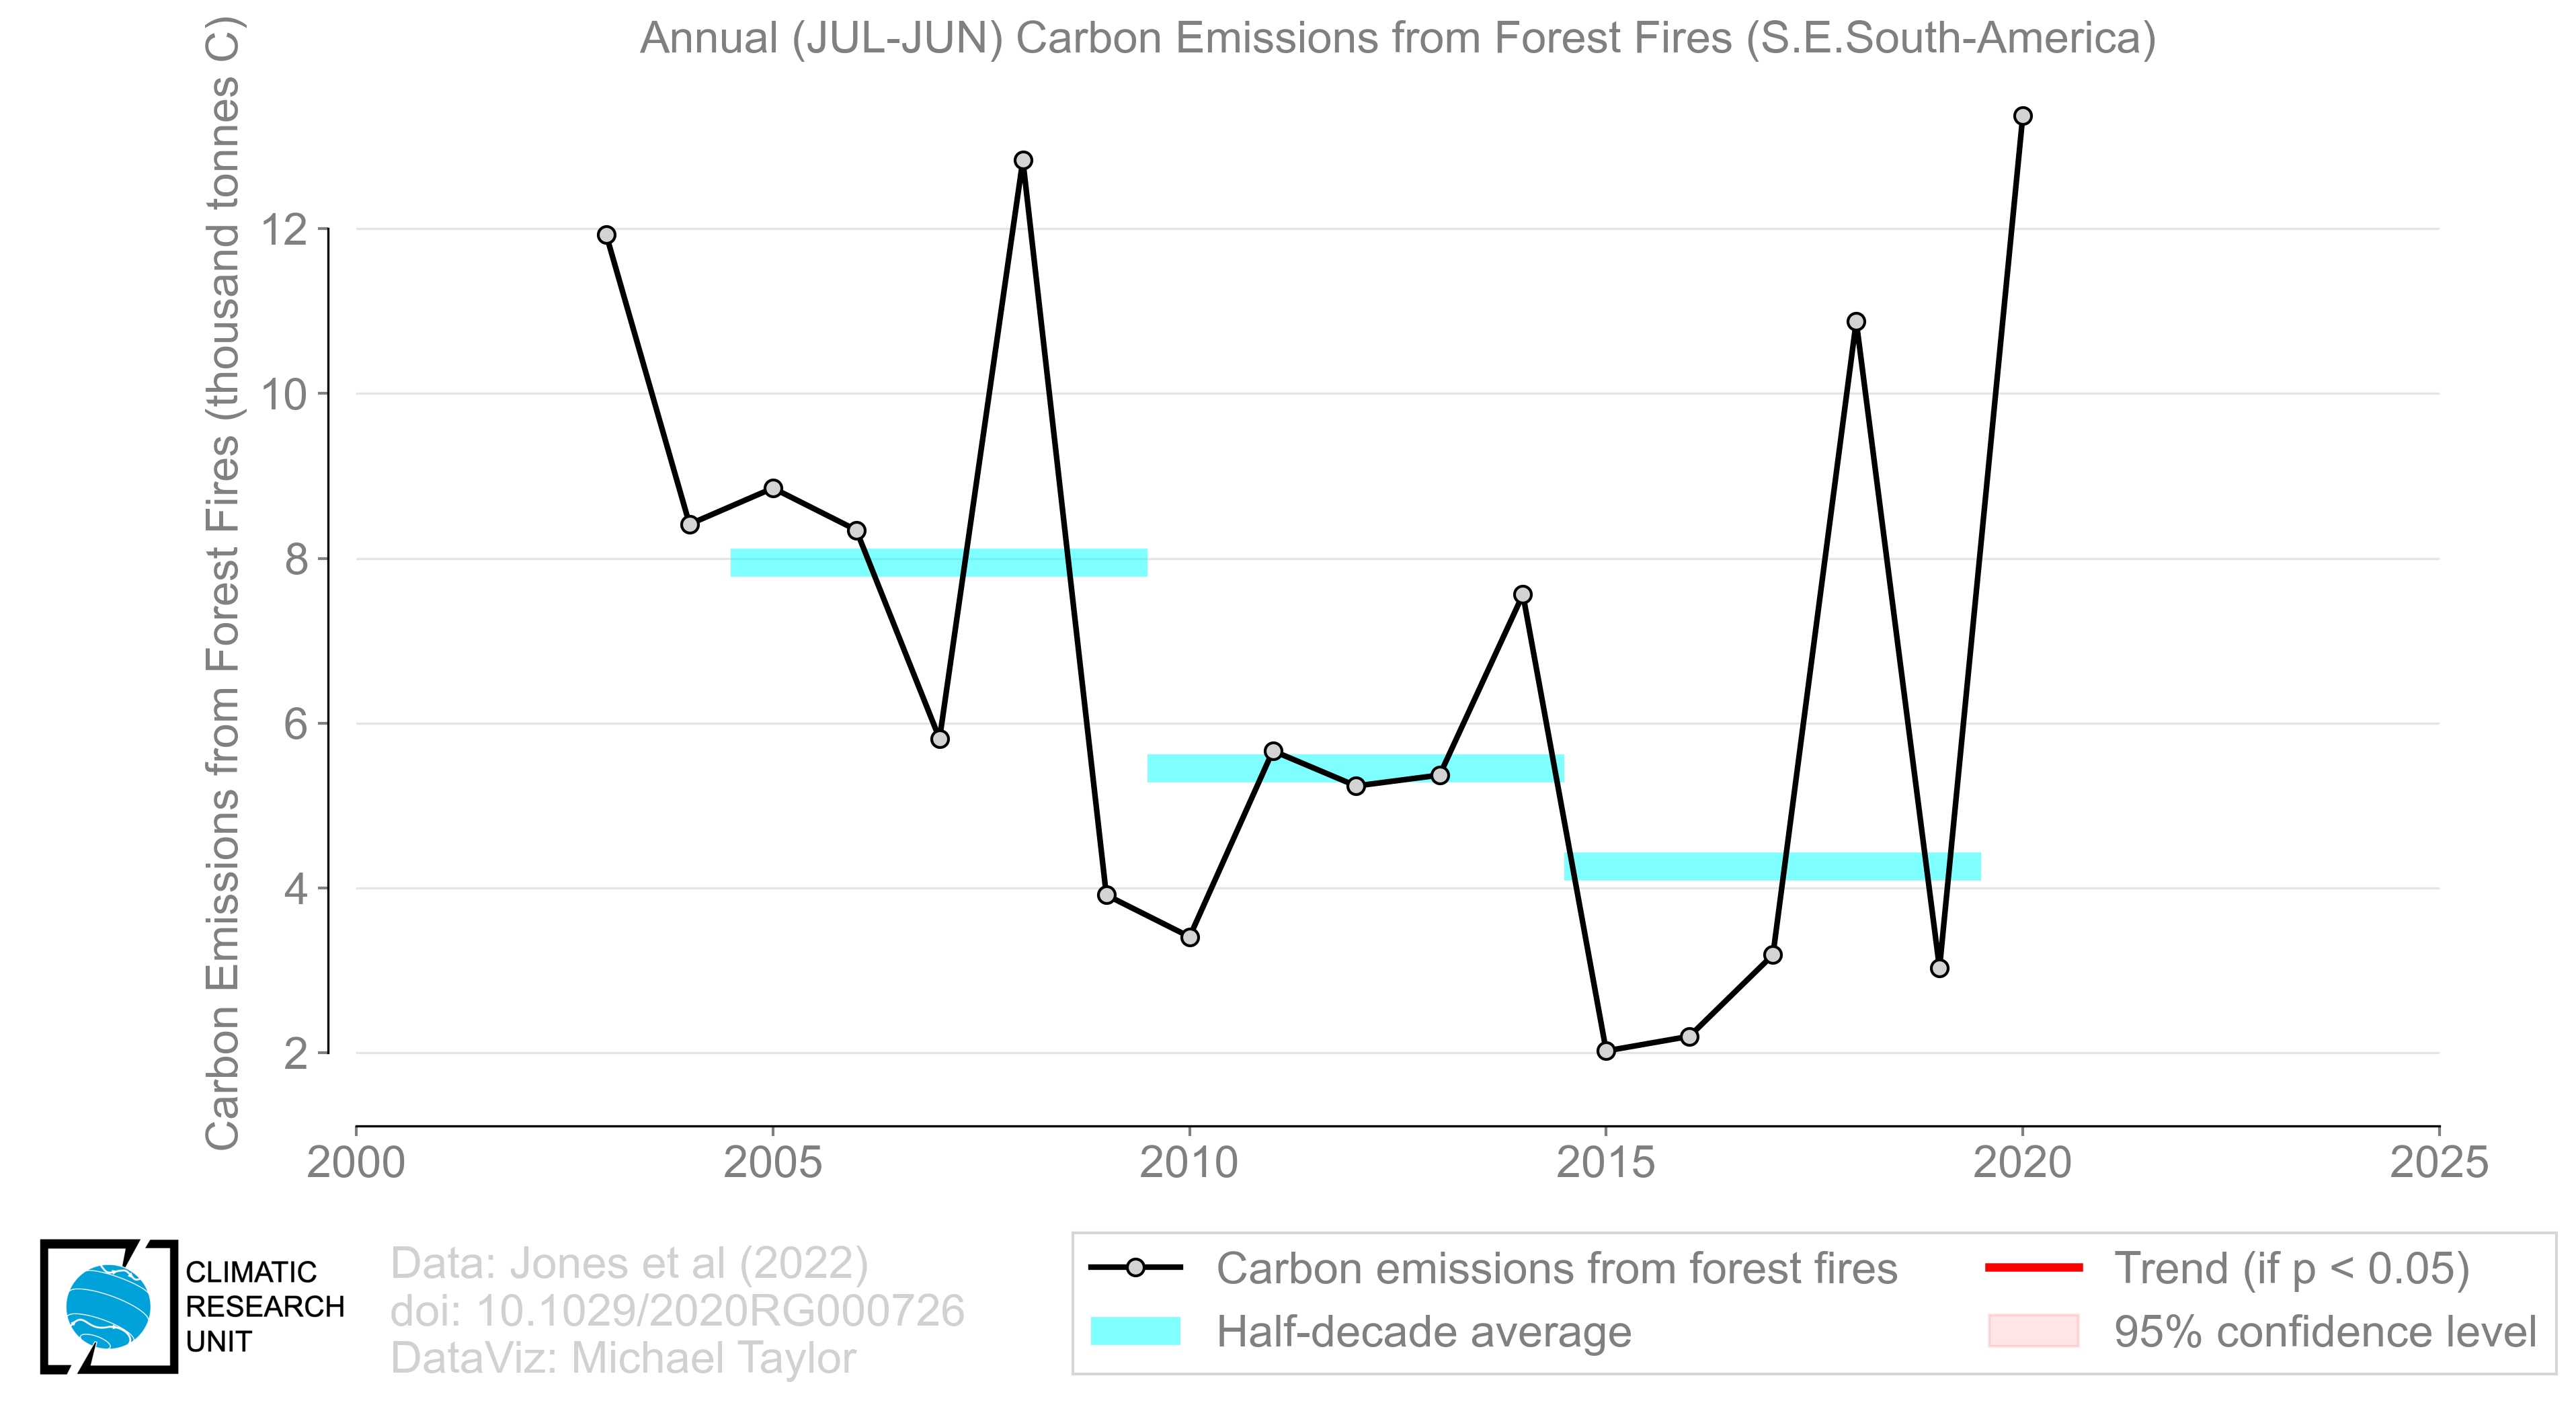 Annual (JUL-JUN) Carbon Emissions from Forest Fires (S.E.South-America)
Carbon Emissions from Forest Fires (thousand tonnes C)
12
10
8
6
4
2
2000 2005 2010 2015 2020 2025
CLIMATIC
RESEARCH
UNIT
Data: Jones et al (2022)
doi: 10.1029/2020RG000726
DataViz: Michael Taylor
Carbon emissions from forest fires
Half-decade average
Trend (if p < 0.05)
95% confidence level